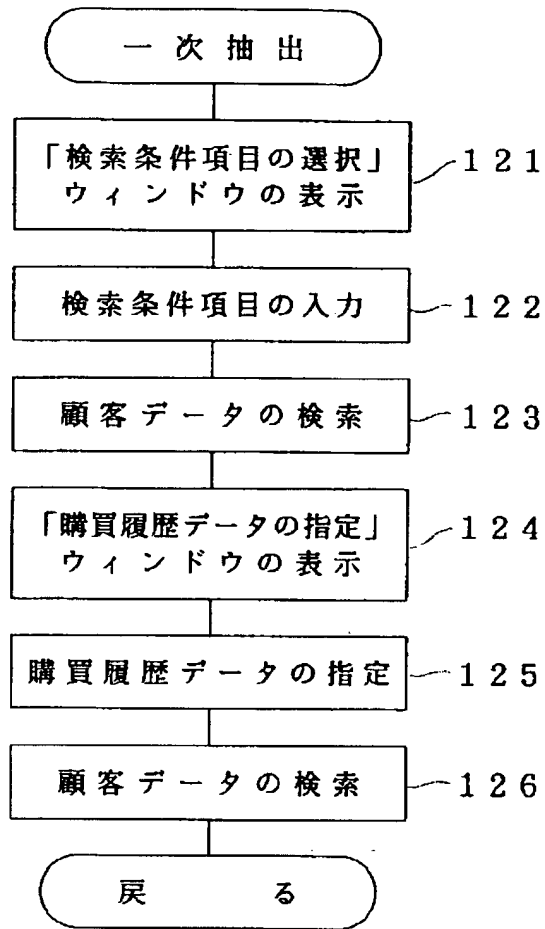 一次抽出
「検索条件項目の選択」
ウィンドウの表示
121
検索条件項目の入力
122
顧客データの検索
123
「購買履歴データの指定」
ウィンドウの表示
124
購買履歴データの指定
125
顧客データの検索
126
戻る